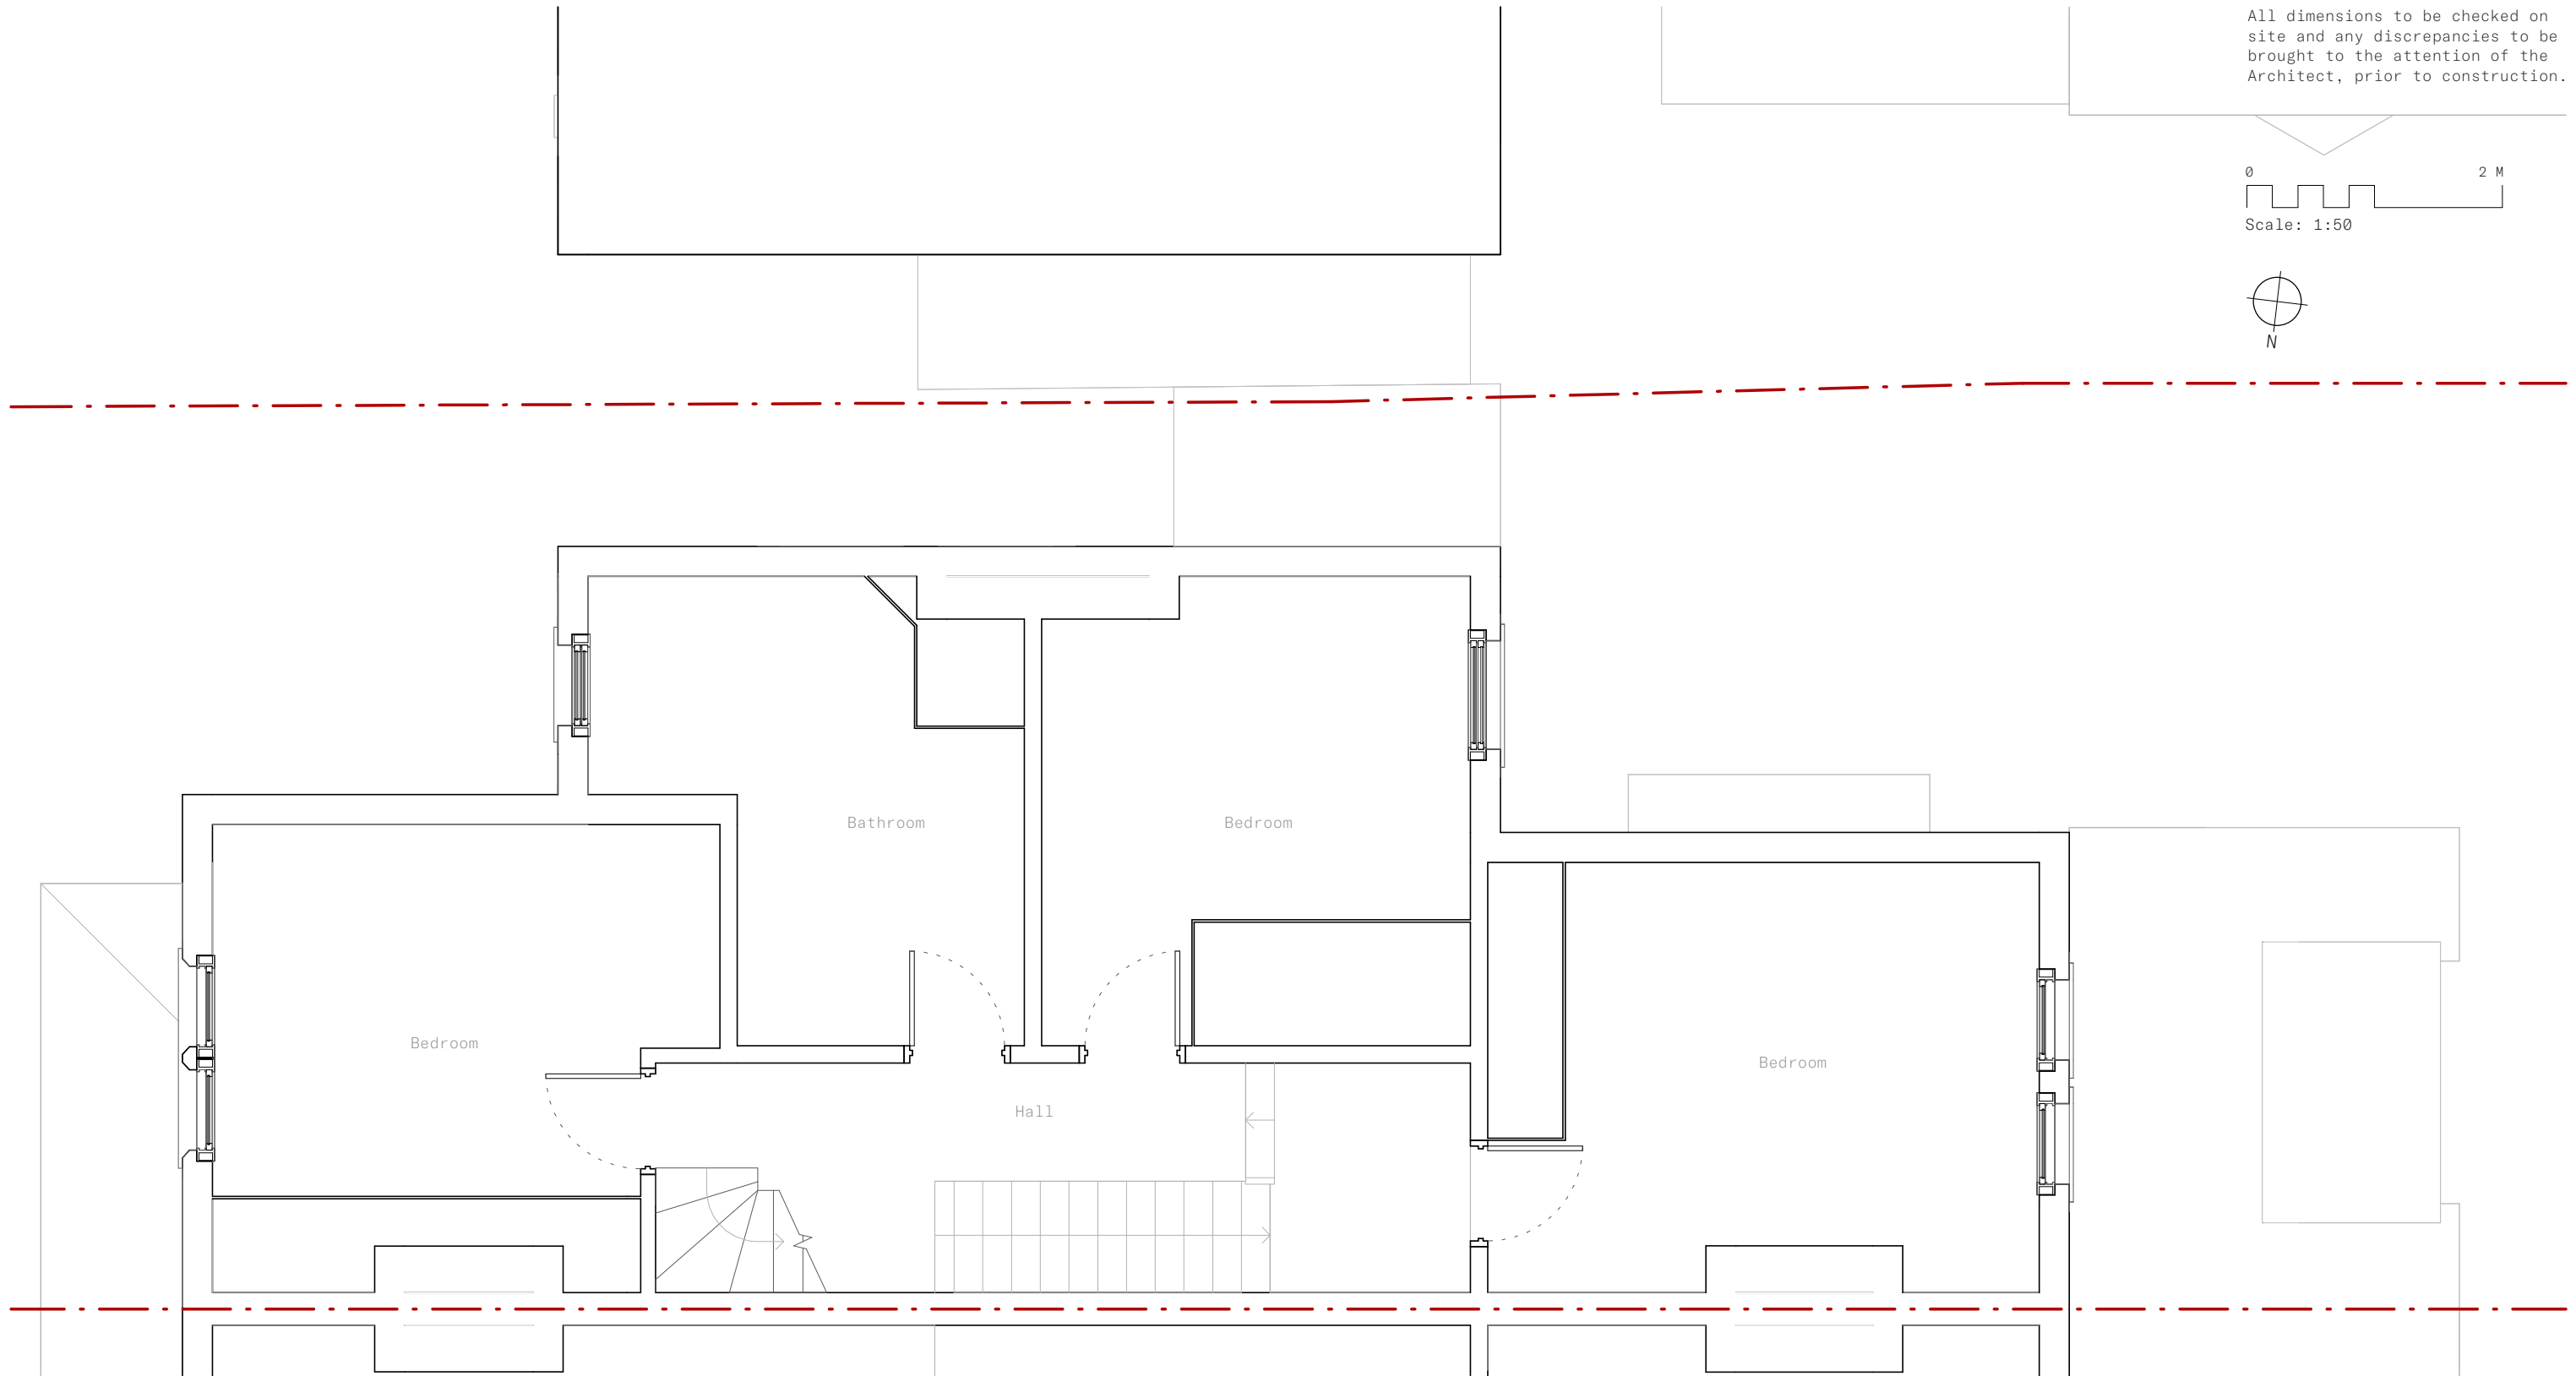 All dimensions to be checked on
site and any discrepancies to be
brought to the attention of the
Architect, prior to construction.
0 2 M
Scale: 1:50
N
Bathroom
Bedroom
Bedroom
Bedroom
Hall